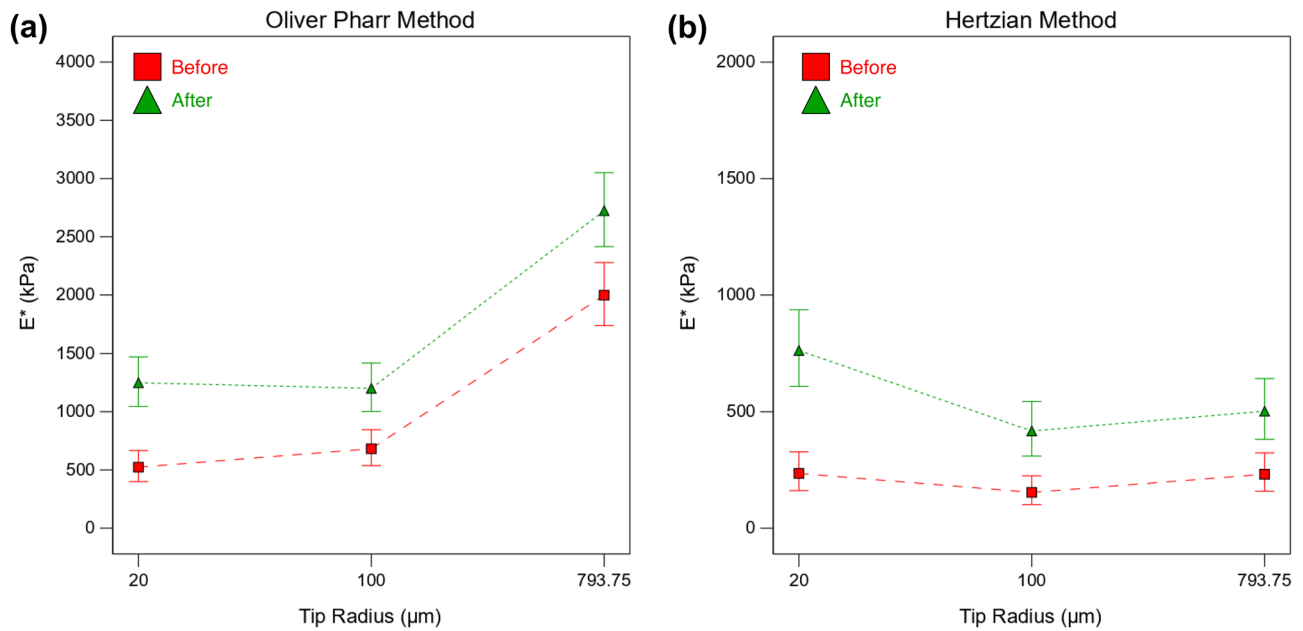 (a)
Oliver Pharr Method
Before
After
4000
3500
3000
2500
2000
1500
1000
500
0
E* (kPa)
20
100
793.75
Tip Radius (µm)
(b)
Hertzian Method
Before
After
2000
1500
1000
500
0
E* (kPa)
20
100
793.75
Tip Radius (µm)